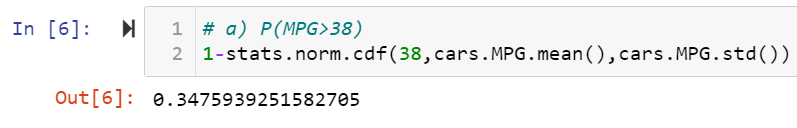 In [6]:
1 # a) P(MPG>38)
2 1-stats.norm.cdf(38,cars.MPG.mean(),cars.MPG.std())
Out[6]: 0.3475939251582705